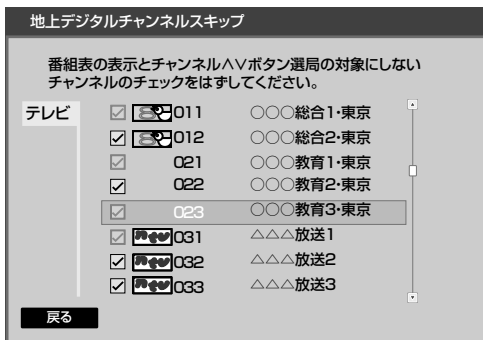 地上デジタルチャンネルスキップ
番組表の表示とチャンネル∧∨ボタン選局の対象にしない
チャンネルのチェックをはずしてください。
テレビ
011 ○○○総合1・東京
012 ○○○総合2・東京
021 ○○○教育1・東京
022 ○○○教育2・東京
023 ○○○教育3・東京
031 △△△放送1
032 △△△放送2
033 △△△放送3
戻る